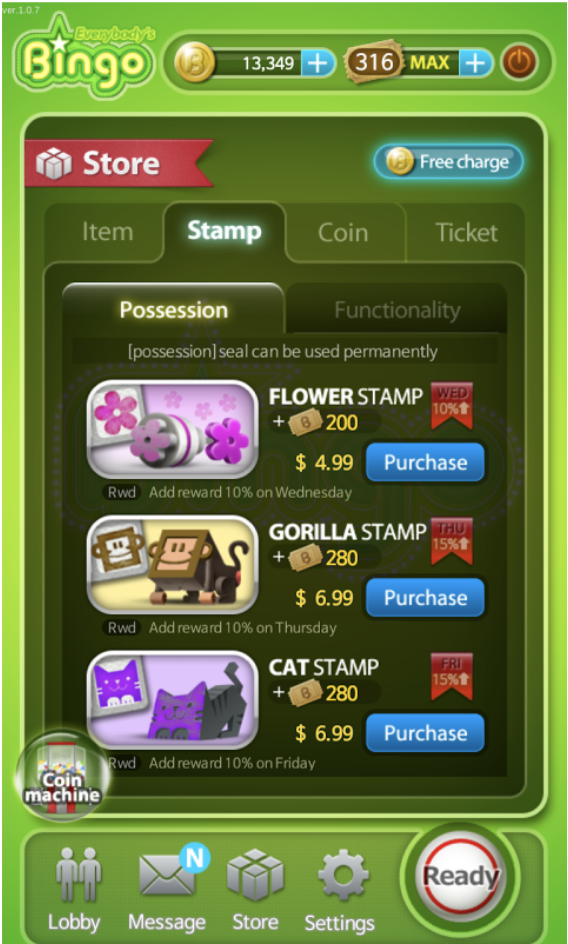 ver.1.0.7
Everybody's
Bingo
13,349 +
316 MAX +
Store
Free charge
Item Stamp Coin Ticket
Possession Functionality
[possession] seal can be used permanently
FLOWER STAMP
WED
10%⬆
+ B 200
$ 4.99 Purchase
Rwd Add reward 10% on Wednesday
GORILLA STAMP
THU
15%⬆
+ B 280
$ 6.99 Purchase
Rwd Add reward 10% on Thursday
CAT STAMP
FRI
15%⬆
+ B 280
$ 6.99 Purchase
Rwd Add reward 10% on Friday
Coin
machine
N
Ready
Lobby Message Store Settings